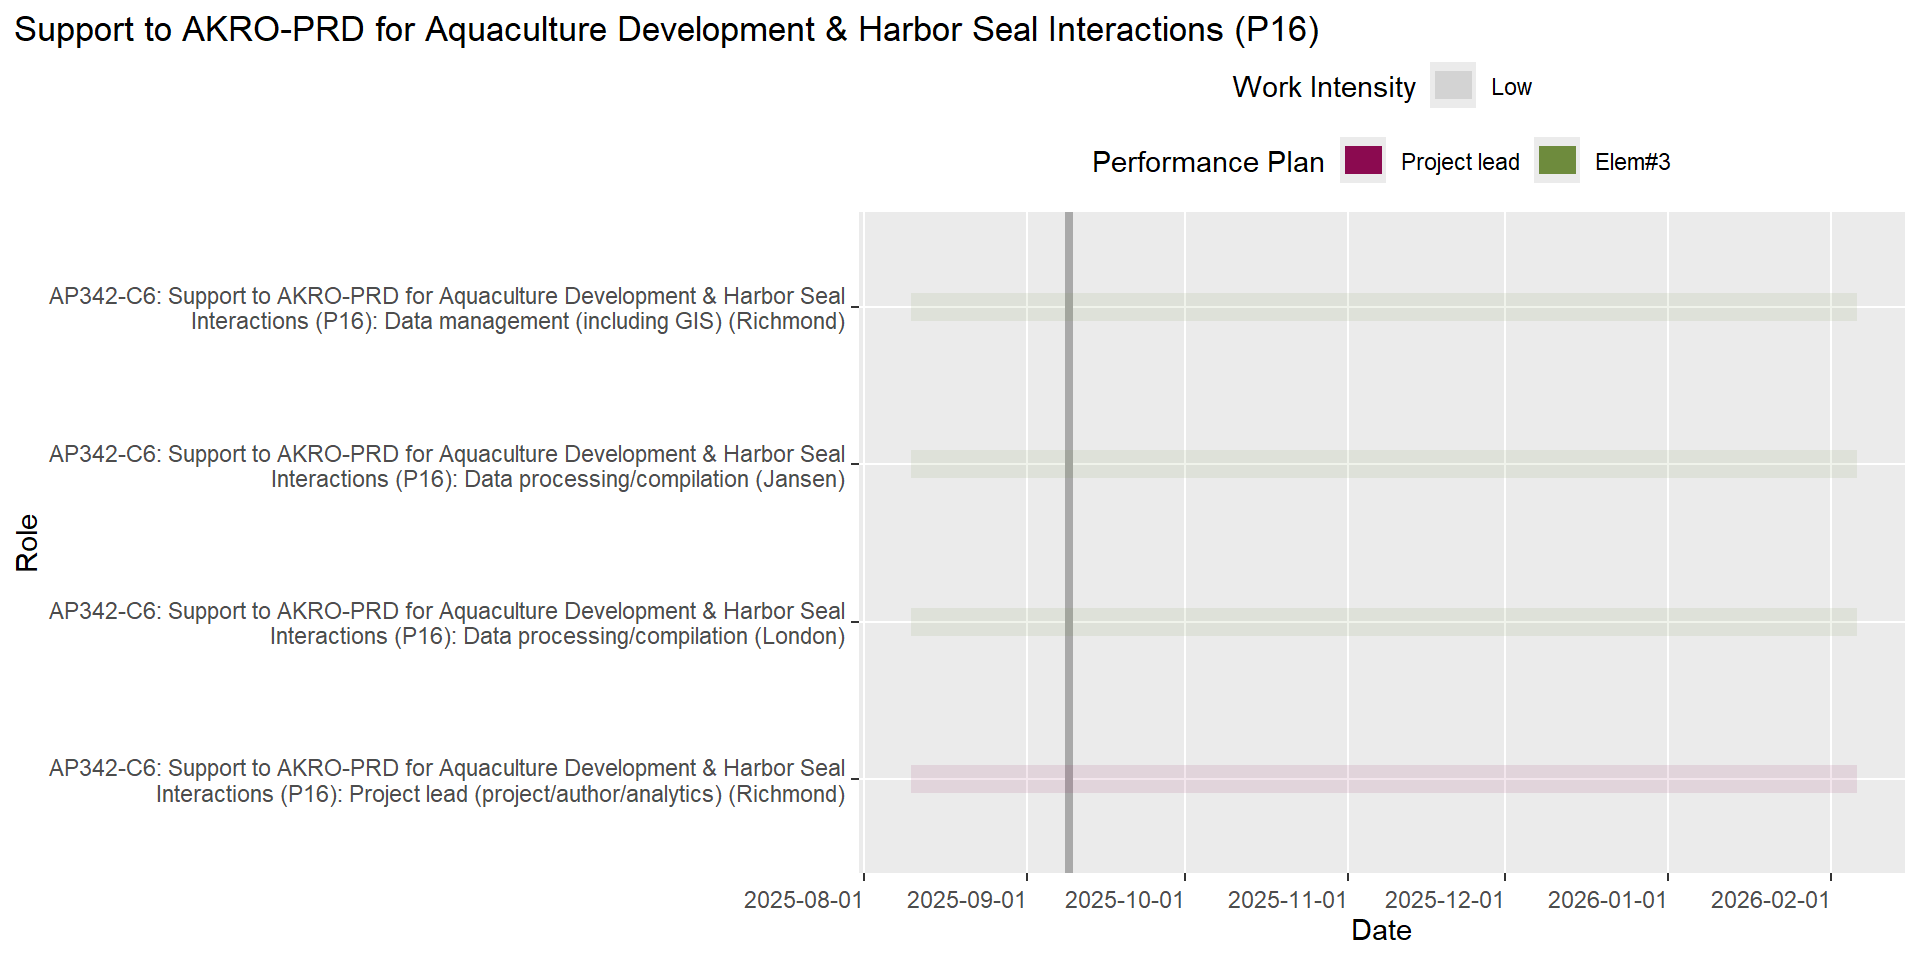 Support to AKRO-PRD for Aquaculture Development & Harbor Seal Interactions (P16)
Work Intensity Low
Performance Plan Project lead Elem#3
AP342-C6: Support to AKRO-PRD for Aquaculture Development & Harbor Seal
Interactions (P16): Data management (including GIS) (Richmond)
AP342-C6: Support to AKRO-PRD for Aquaculture Development & Harbor Seal
Interactions (P16): Data processing/compilation (Jansen)
AP342-C6: Support to AKRO-PRD for Aquaculture Development & Harbor Seal
Interactions (P16): Data processing/compilation (London)
AP342-C6: Support to AKRO-PRD for Aquaculture Development & Harbor Seal
Interactions (P16): Project lead (project/author/analytics) (Richmond)
Role
2025-08-01 2025-09-01 2025-10-01 2025-11-01 2025-12-01 2026-01-01 2026-02-01
Date